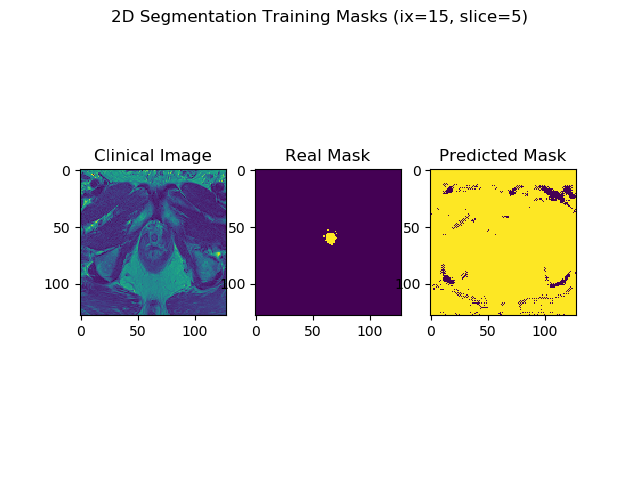 2D Segmentation Training Masks (ix=15, slice=5)
Clinical Image Real Mask Predicted Mask
0 0 0
50 50 50
100 100 100
0 50 100 0 50 100 0 50 100